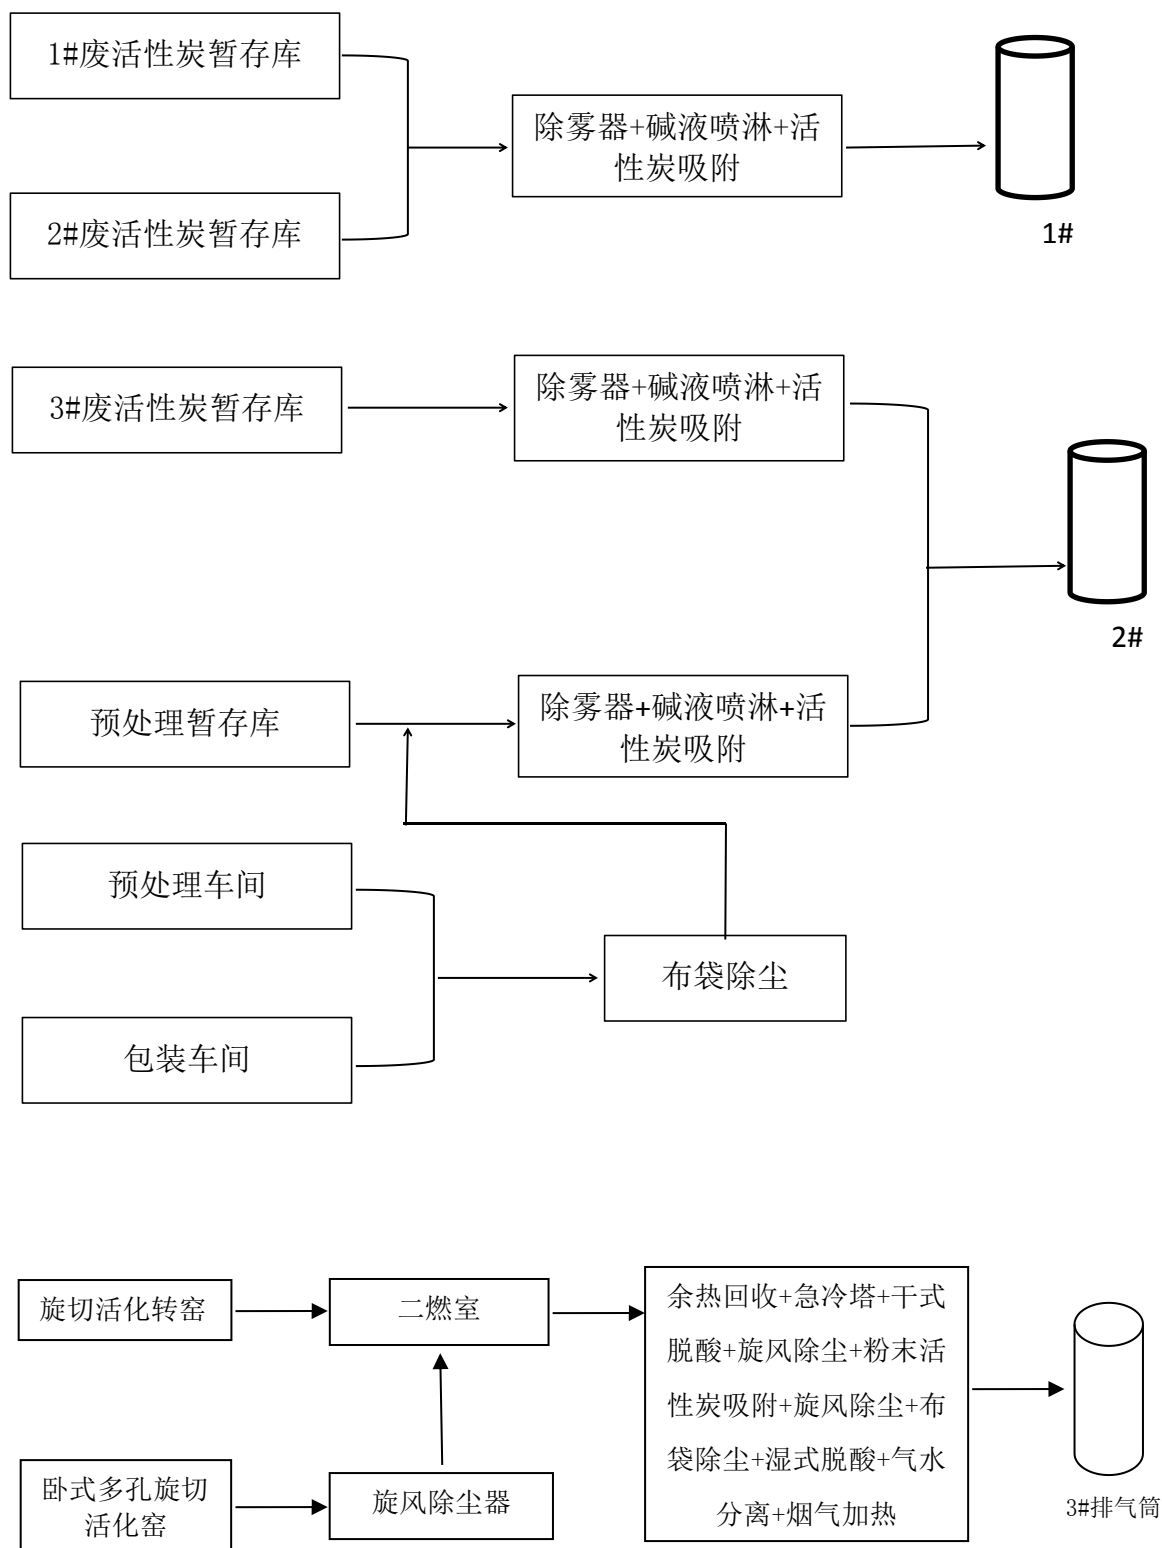 1#废活性炭暂存库
除雾器+碱液喷淋+活
性炭吸附
2#废活性炭暂存库
1#
3#废活性炭暂存库
除雾器+碱液喷淋+活
性炭吸附
2#
预处理暂存库
除雾器+碱液喷淋+活
性炭吸附
预处理车间
布袋除尘
包装车间
旋切活化转窑
二燃室
余热回收+急冷塔+干式
脱酸+旋风除尘+粉末活
性炭吸附+旋风除尘+布
袋除尘+湿式脱酸+气水
分离+烟气加热
卧式多孔旋切
活化窑
旋风除尘器
3#排气筒